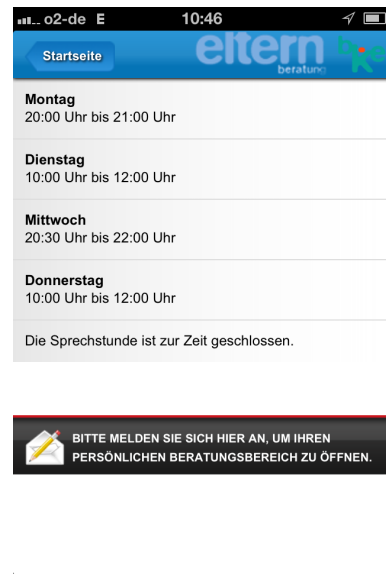 o2-de E 10:46
Startseite
eltern
beratung
bke
Montag
20:00 Uhr bis 21:00 Uhr
Dienstag
10:00 Uhr bis 12:00 Uhr
Mittwoch
20:30 Uhr bis 22:00 Uhr
Donnerstag
10:00 Uhr bis 12:00 Uhr
Die Sprechstunde ist zur Zeit geschlossen.
BITTE MELDEN SIE SICH HIER AN, UM IHREN
PERSÖNLICHEN BERATUNGSBEREICH ZU ÖFFNEN.